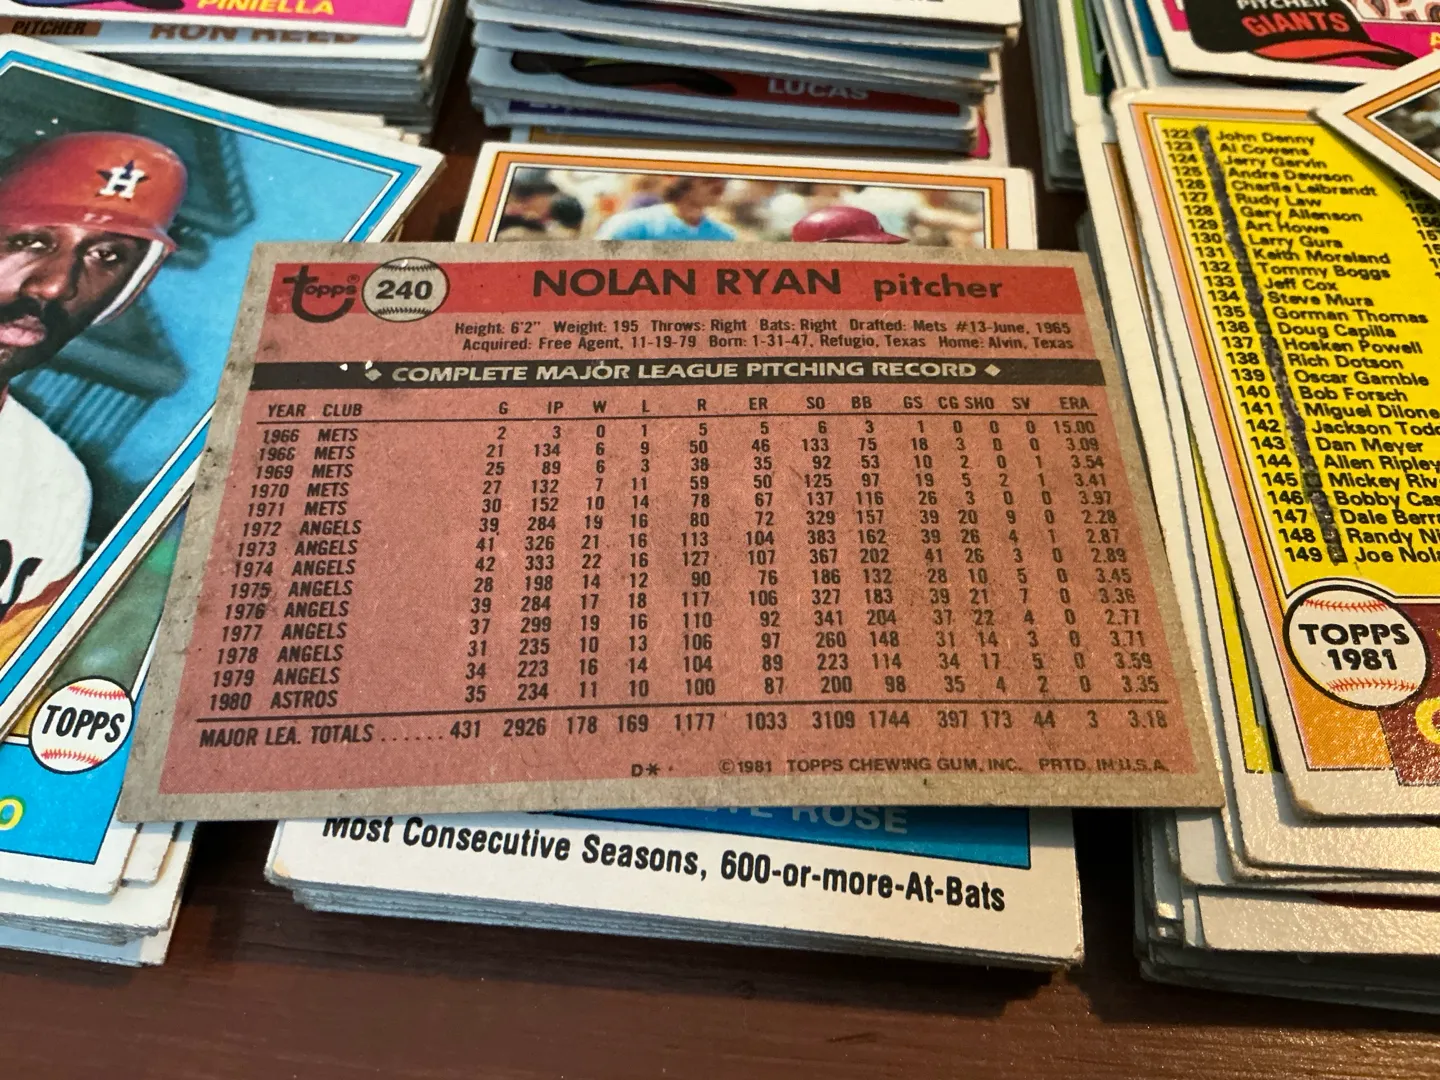 PINIELLA
PITCHER RON REED
LUCAS
PITCHER
GIANTS
H
TOPPS
topps® 240 NOLAN RYAN pitcher
Height: 6'2" Weight: 195 Throws: Right Bats: Right Drafted: Mets #13-June, 1965
Acquired: Free Agent, 11-19-79 Born: 1-31-47, Refugio, Texas Home: Alvin, Texas
◆ COMPLETE MAJOR LEAGUE PITCHING RECORD ◆
YEAR CLUB G IP W L R ER SO BB GS CG SHO SV ERA
1966 METS 2 3 0 1 5 5 6 3 1 0 0 0 15.00
1968 METS 21 134 6 9 50 46 133 75 18 3 0 0 3.09
1969 METS 25 89 6 3 38 35 92 53 10 2 0 1 3.54
1970 METS 27 132 7 11 59 50 125 97 19 5 2 1 3.41
1971 METS 30 152 10 14 78 67 137 116 26 3 0 0 3.97
1972 ANGELS 39 284 19 16 80 72 329 157 39 20 9 0 2.28
1973 ANGELS 41 326 21 16 113 104 383 162 39 26 4 1 2.87
1974 ANGELS 42 333 22 16 127 107 367 202 41 26 3 0 2.89
1975 ANGELS 28 198 14 12 90 76 186 132 28 10 5 0 3.45
1976 ANGELS 39 284 17 18 117 106 327 183 39 21 7 0 3.36
1977 ANGELS 37 299 19 16 110 92 341 204 37 22 4 0 2.77
1978 ANGELS 31 235 10 13 106 97 260 148 31 14 3 0 3.71
1979 ANGELS 34 223 16 14 104 89 223 114 34 17 5 0 3.59
1980 ASTROS 35 234 11 10 100 87 200 98 35 4 2 0 3.35
MAJOR LEA. TOTALS ...... 431 2926 178 169 1177 1033 3109 1744 397 173 44 3 3.18
D* ©1981 TOPPS CHEWING GUM, INC. PRTD. IN U.S.A.
ROSE
Most Consecutive Seasons, 600-or-more-At-Bats
122 John Denny
123 Al Cowens
124 Jerry Garvin
125 Andre Dawson
126 Charlie Leibrandt
127 Rudy Law
128 Gary Allenson
129 Art Howe
130 Larry Gura
131 Keith Moreland
132 Tommy Boggs
133 Jeff Cox
134 Steve Mura
135 Gorman Thomas
136 Doug Capilla
137 Hosken Powell
138 Rich Dotson
139 Oscar Gamble
140 Bob Forsch
141 Miguel Dilone
142 Jackson Todd
143 Dan Meyer
144 Allen Ripley
145 Mickey Riv
146 Bobby Cas
147 Dale Berr
148 Randy Ni
149 Joe Nola
TOPPS
1981